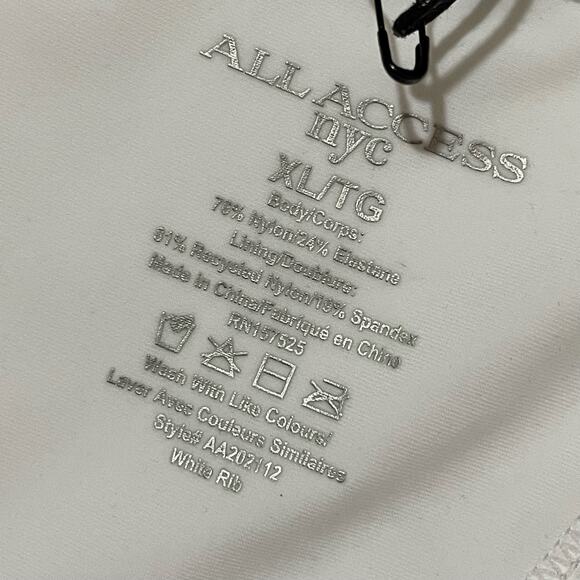 ALL ACCESS
nyc
XL/TG
Body/Corps:
76% Nylon/24% Elastane
Lining/Doublure:
81% Recycled Nylon/19% Spandex
Made in China/Fabriqué en Chine
RN157525
Wash With Like Colours/
Laver Avec Couleurs Similaires
Style# AA202112
White Rib